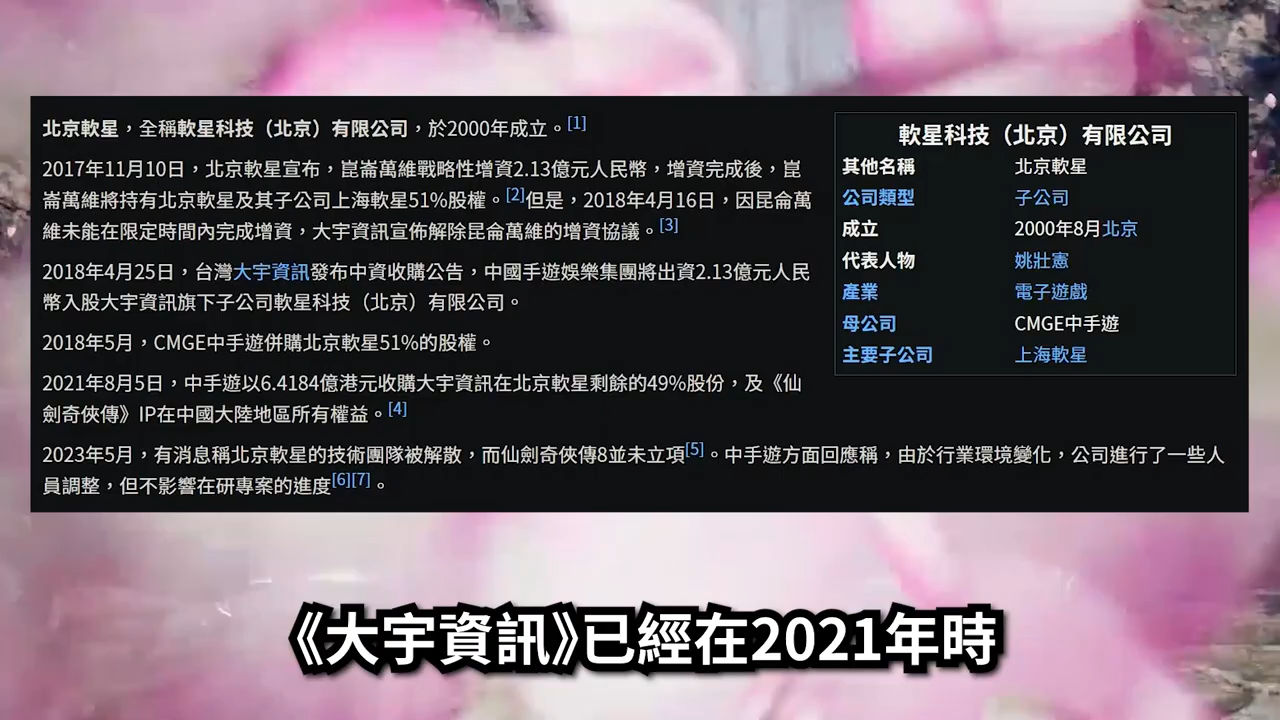 北京軟星，全稱軟星科技（北京）有限公司，於2000年成立。[1]
2017年11月10日，北京軟星宣布，崑崙萬維戰略性增資2.13億元人民幣，增資完成後，崑
崙萬維將持有北京軟星及其子公司上海軟星51%股權。[2]但是，2018年4月16日，因昆侖萬
維未能在限定時間內完成增資，大宇資訊宣佈解除昆侖萬維的增資協議。[3]
2018年4月25日，台灣大宇資訊發布中資收購公告，中國手遊娛樂集團將出資2.13億元人民
幣入股大宇資訊旗下子公司軟星科技（北京）有限公司。
2018年5月，CMGE中手遊併購北京軟星51%的股權。
2021年8月5日，中手遊以6.4184億港元收購大宇資訊在北京軟星剩餘的49%股份，及《仙
劍奇俠傳》IP在中國大陸地區所有權益。[4]
2023年5月，有消息稱北京軟星的技術團隊被解散，而仙劍奇俠傳8並未立項[5]。中手遊方面回應稱，由於行業環境變化，公司進行了一些人
員調整，但不影響在研專案的進度[6][7]。
軟星科技（北京）有限公司
其他名稱 北京軟星
公司類型 子公司
成立 2000年8月北京
代表人物 姚壯憲
產業 電子遊戲
母公司 CMGE中手遊
主要子公司 上海軟星
《大宇資訊》已經在2021年時